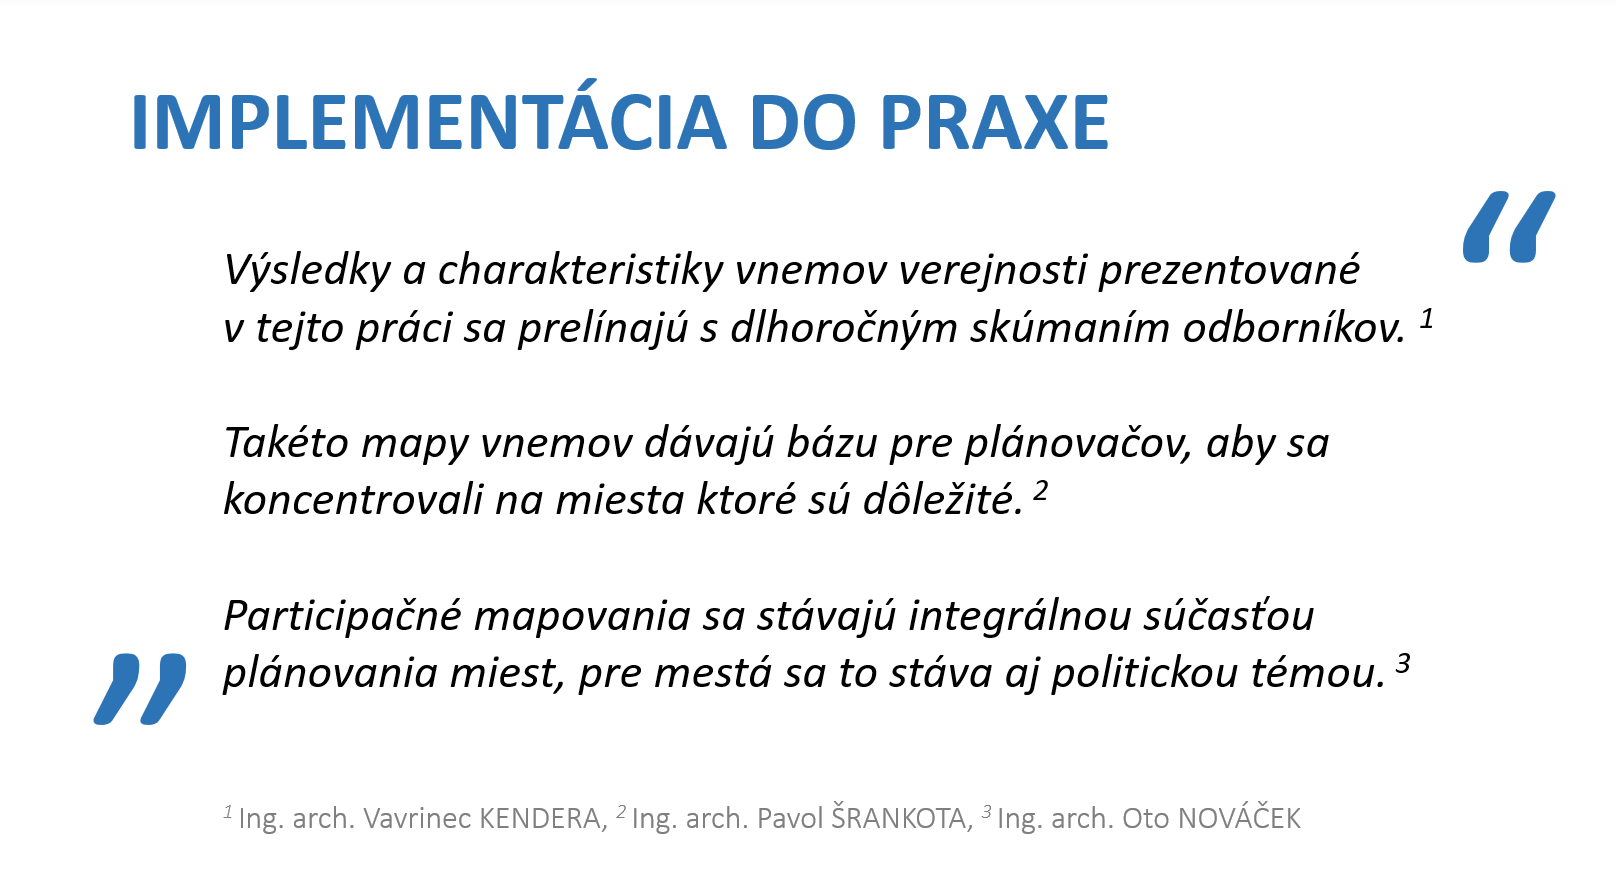 IMPLEMENTÁCIA DO PRAXE
“
Výsledky a charakteristiky vnemov verejnosti prezentované
v tejto práci sa prelínajú s dlhoročným skúmaním odborníkov. 1
Takéto mapy vnemov dávajú bázu pre plánovačov, aby sa
koncentrovali na miesta ktoré sú dôležité. 2
Participačné mapovania sa stávajú integrálnou súčasťou
plánovania miest, pre mestá sa to stáva aj politickou témou. 3
”
1 Ing. arch. Vavrinec KENDERA, 2 Ing. arch. Pavol ŠRANKOTA, 3 Ing. arch. Oto NOVÁČEK